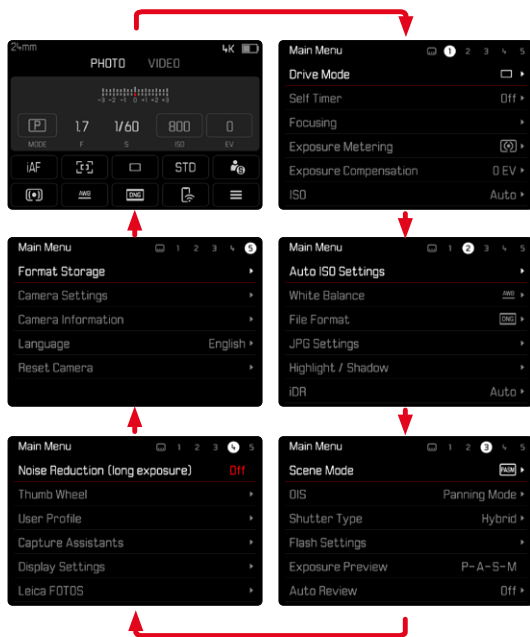 24mm 4K
PHOTO VIDEO
-3 -2 -1 0 +1 +2 +3
P 1.7 1/60 800 0
MODE F S ISO EV
iAF STD
AWB DNG
Main Menu 1 2 3 4 5
Drive Mode
Self Timer Off
Focusing
Exposure Metering
Exposure Compensation 0 EV
ISO Auto
Main Menu 1 2 3 4 5
Format Storage
Camera Settings
Camera Information
Language English
Reset Camera
Main Menu 1 2 3 4 5
Auto ISO Settings
White Balance AWB
File Format DNG
JPG Settings
Highlight / Shadow
iDR Auto
Main Menu 1 2 3 4 5
Noise Reduction (long exposure) Off
Thumb Wheel
User Profile
Capture Assistants
Display Settings
Leica FOTOS
Main Menu 1 2 3 4 5
Scene Mode PASM
OIS Panning Mode
Shutter Type Hybrid
Flash Settings
Exposure Preview P-A-S-M
Auto Review Off